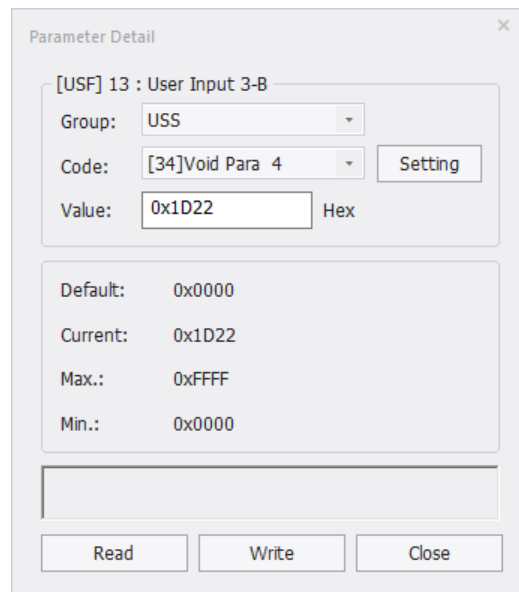 Parameter Detail
[USF] 13 : User Input 3-B
Group: USS
Code: [34]Void Para 4 Setting
Value: 0x1D22 Hex
Default: 0x0000
Current: 0x1D22
Max.: 0xFFFF
Min.: 0x0000
Read Write Close